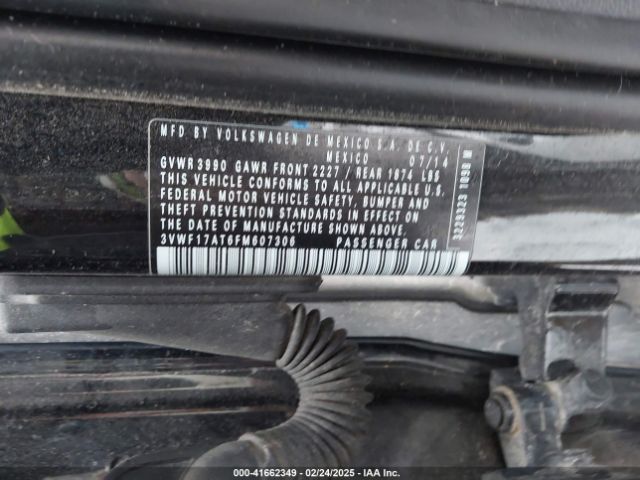 MFD BY VOLKSWAGEN DE MEXICO S.A. DE C.V.
MEXICO 07/14
GVWR 3990 GAWR FRONT 2227 / REAR 1874 LBS
THIS VEHICLE CONFORMS TO ALL APPLICABLE U.S.
FEDERAL MOTOR VEHICLE SAFETY, BUMPER AND
THEFT PREVENTION STANDARDS IN EFFECT ON
THE DATE OF MANUFACTURE SHOWN ABOVE.
3VWF17AT6FM607306 PASSENGER CAR
3229323 1098 M
000-41662349 - 02/24/2025 - IAA Inc.